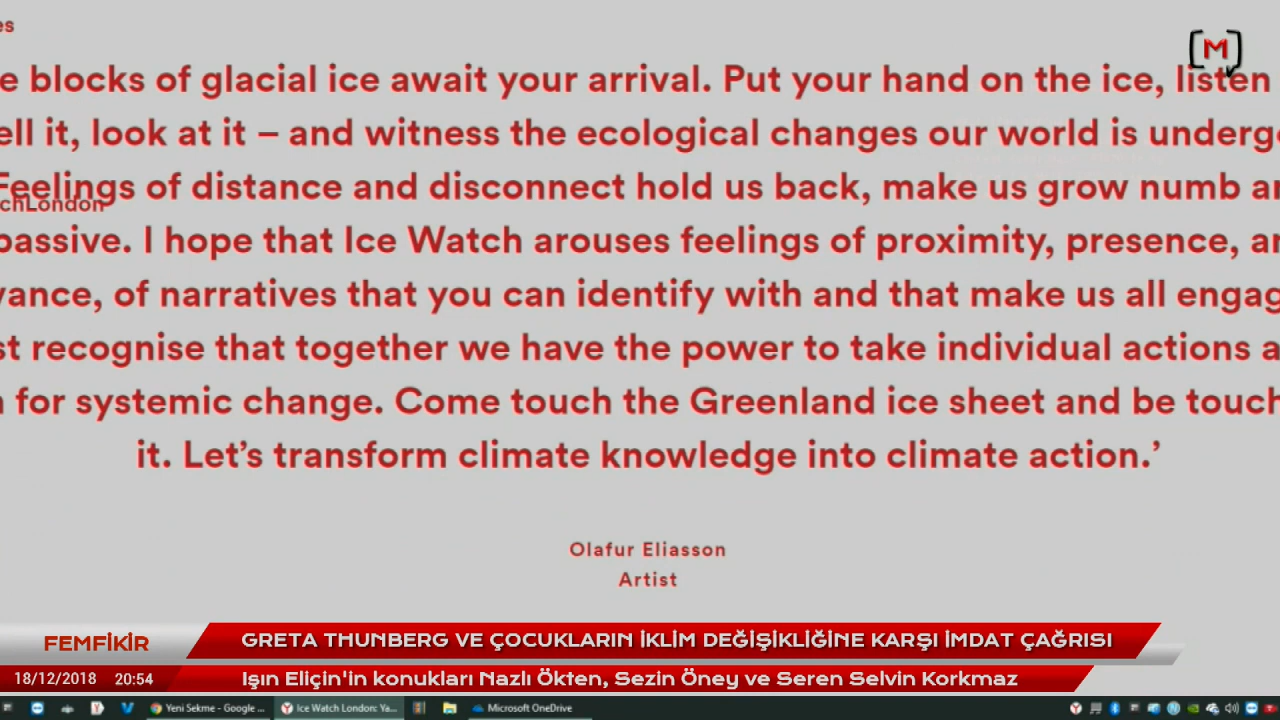 es
M
e blocks of glacial ice await your arrival. Put your hand on the ice, listen
ell it, look at it – and witness the ecological changes our world is undergo
Feelings of distance and disconnect hold us back, make us grow numb an
chLondon
passive. I hope that Ice Watch arouses feelings of proximity, presence, an
vance, of narratives that you can identify with and that make us all engag
st recognise that together we have the power to take individual actions a
n for systemic change. Come touch the Greenland ice sheet and be touch
it. Let’s transform climate knowledge into climate action.’
Olafur Eliasson
Artist
FEMFİKİR
GRETA THUNBERG VE ÇOCUKLARIN İKLİM DEĞİŞİKLİĞİNE KARŞI İMDAT ÇAĞRISI
18/12/2018 20:54
Işın Eliçin'in konukları Nazlı Ökten, Sezin Öney ve Seren Selvin Korkmaz
Yeni Sekme - Google ...
Ice Watch London: Ya...
Microsoft OneDrive